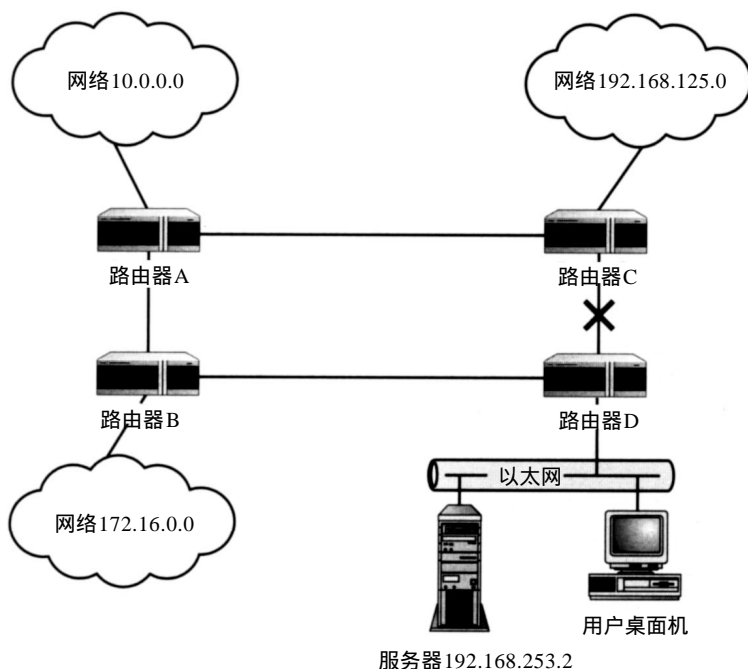 网络10.0.0.0
网络192.168.125.0
路由器A
路由器C
路由器B
路由器D
以太网
网络172.16.0.0
用户桌面机
服务器192.168.253.2